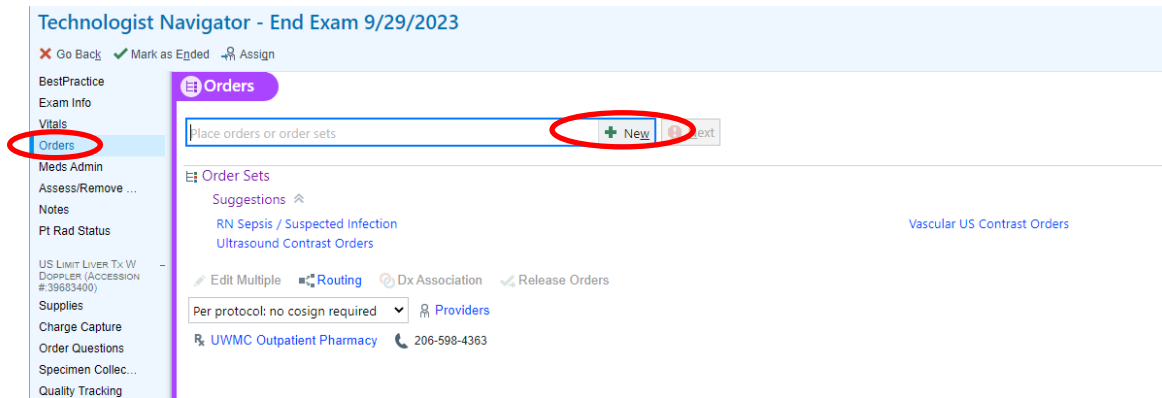 Technologist Navigator - End Exam 9/29/2023
Go Back Mark as Ended Assign
BestPractice
Exam Info
Vitals
Orders
Meds Admin
Assess/Remove ...
Notes
Pt Rad Status
US LIMIT LIVER TX W
DOPPLER (ACCESSION
#:39683400)
Supplies
Charge Capture
Order Questions
Specimen Collec...
Quality Tracking
Orders
Place orders or order sets New Next
Order Sets
Suggestions
RN Sepsis / Suspected Infection Vascular US Contrast Orders
Ultrasound Contrast Orders
Edit Multiple Routing Dx Association Release Orders
Per protocol: no cosign required Providers
UWMC Outpatient Pharmacy 206-598-4363